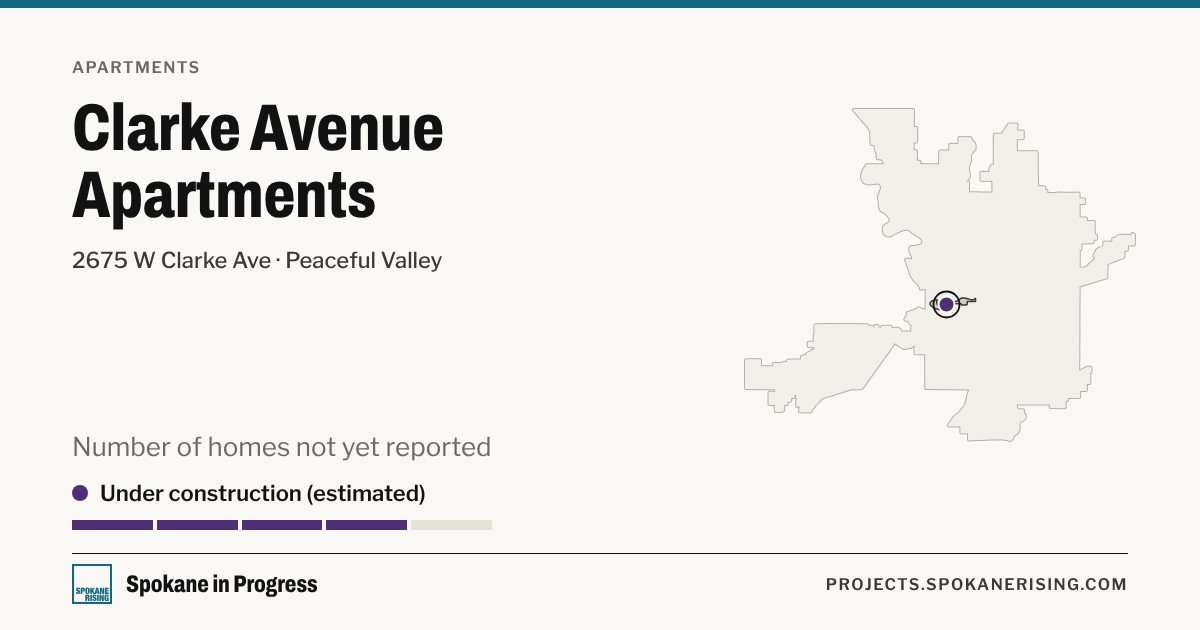 APARTMENTS
Clarke Avenue
Apartments
2675 W Clarke Ave · Peaceful Valley
Number of homes not yet reported
Under construction (estimated)
SPOKANE
RISING
Spokane in Progress
PROJECTS.SPOKANERISING.COM